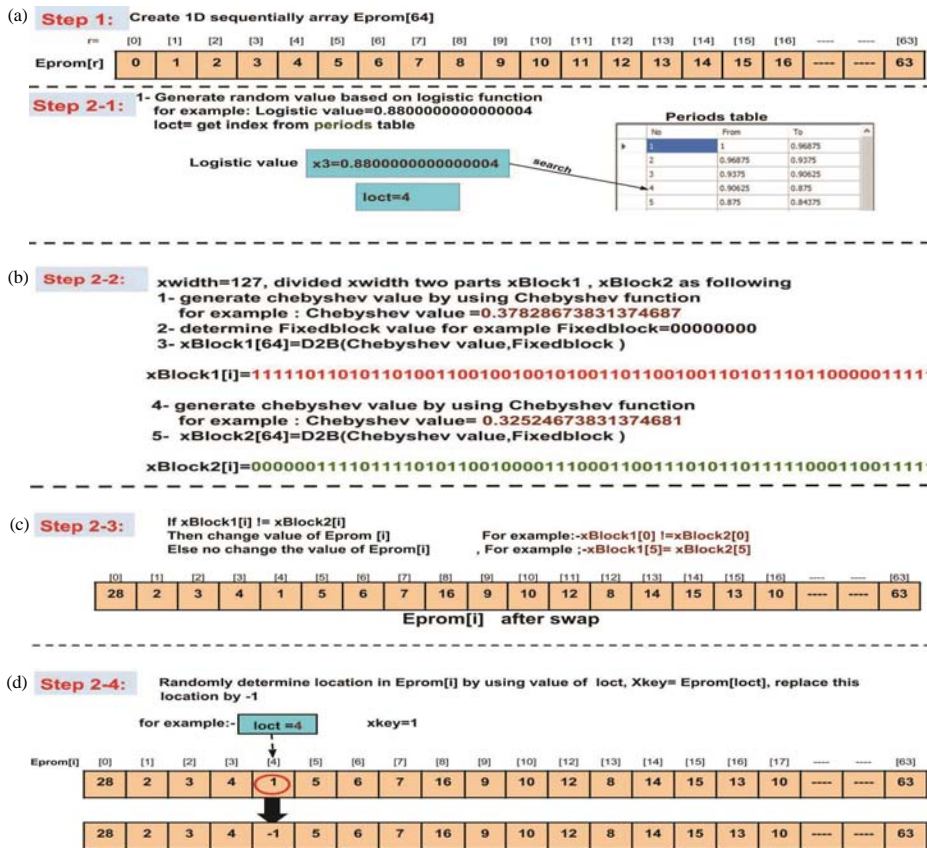 (a) Step 1: Create 1D sequentially array Eprom[64]
r= [0] [1] [2] [3] [4] [5] [6] [7] [8] [9] [10] [11] [12] [13] [14] [15] [16] ---- ---- [63]
Eprom[r] 0 1 2 3 4 5 6 7 8 9 10 11 12 13 14 15 16 ---- ---- 63
Step 2-1: 1- Generate random value based on logistic function
for example: Logistic value=0.8800000000000004
loct= get index from periods table
Periods table
No From To
1 1 0.96875
2 0.96875 0.9375
3 0.9375 0.90625
4 0.90625 0.875
5 0.875 0.84375
Logistic value x3=0.8800000000000004 search
loct=4
(b) Step 2-2: xwidth=127, divided xwidth two parts xBlock1 , xBlock2 as following
1- generate chebyshev value by using Chebyshev function
for example : Chebyshev value =0.37828673831374687
2- determine Fixedblock value for example Fixedblock=00000000
3- xBlock1[64]=D2B(Chebyshev value,Fixedblock )
xBlock1[i]=
4- generate chebyshev value by using Chebyshev function
for example : Chebyshev value= 0.32524673831374681
5- xBlock2[64]=D2B(Chebyshev value,Fixedblock )
xBlock2[i]=
(c) Step 2-3: If xBlock1[i] != xBlock2[i]
Then change value of Eprom [i] For example:-xBlock1[0] !=xBlock2[0]
Else no change the value of Eprom[i] , For example ;-xBlock1[5]= xBlock2[5]
[0] [1] [2] [3] [4] [5] [6] [7] [8] [9] [10] [11] [12] [13] [14] [15] [16] ---- ---- [63]
28 2 3 4 1 5 6 7 16 9 10 12 8 14 15 13 10 ---- ---- 63
Eprom[i] after swap
(d) Step 2-4: Randomly determine location in Eprom[i] by using value of loct, Xkey= Eprom[loct], replace this
location by -1
for example:- loct =4 xkey=1
Eprom[i] [0] [1] [2] [3] [4] [5] [6] [7] [8] [9] [10] [11] [12] [13] [14] [15] [17] ---- ---- [63]
28 2 3 4 1 5 6 7 16 9 10 12 8 14 15 13 10 ---- ---- 63
28 2 3 4 -1 5 6 7 16 9 10 12 8 14 15 13 10 ---- ---- 63